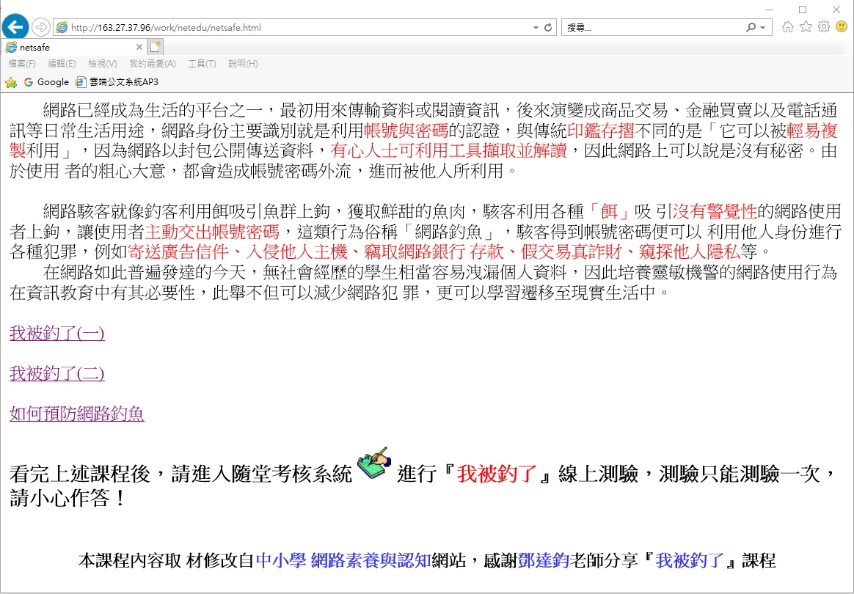 http://163.27.37.96/work/netedu/netsafe.html
搜尋...
netsafe
檔案(F) 編輯(E) 檢視(V) 我的最愛(A) 工具(T) 說明(H)
Google 雲端公文系統AP3
網路已經成為生活的平台之一，最初用來傳輸資料或閱讀資訊，後來演變成商品交易、金融買賣以及電話通
訊等日常生活用途，網路身份主要識別就是利用帳號與密碼的認證，與傳統印鑑存摺不同的是「它可以被輕易複
製利用」，因為網路以封包公開傳送資料，有心人士可利用工具擷取並解讀，因此網路上可以說是沒有秘密。由
於使用 者的粗心大意，都會造成帳號密碼外流，進而被他人所利用。
網路駭客就像釣客利用餌吸引魚群上鉤，獲取鮮甜的魚肉，駭客利用各種「餌」吸 引沒有警覺性的網路使用
者上鉤，讓使用者主動交出帳號密碼，這類行為俗稱「網路釣魚」，駭客得到帳號密碼便可以 利用他人身份進行
各種犯罪，例如寄送廣告信件、入侵他人主機、竊取網路銀行 存款、假交易真詐財、窺探他人隱私等。
在網路如此普遍發達的今天，無社會經歷的學生相當容易洩漏個人資料，因此培養靈敏機警的網路使用行為
在資訊教育中有其必要性，此舉不但可以減少網路犯 罪，更可以學習遷移至現實生活中。
我被釣了(一)
我被釣了(二)
如何預防網路釣魚
看完上述課程後，請進入隨堂考核系統 進行『我被釣了』線上測驗，測驗只能測驗一次，
請小心作答！
本課程內容取 材修改自中小學 網路素養與認知網站，感謝鄧達鈞老師分享『我被釣了』課程